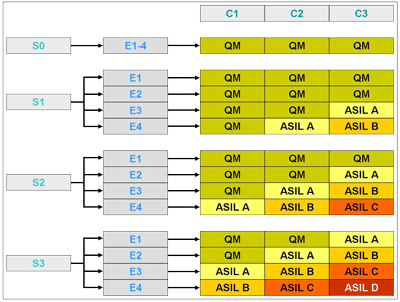 C1 C2 C3
S0 E1-4 QM QM QM
E1 QM QM QM
S1 E2 QM QM QM
E3 QM QM ASIL A
E4 QM ASIL A ASIL B
E1 QM QM QM
S2 E2 QM QM ASIL A
E3 QM ASIL A ASIL B
E4 ASIL A ASIL B ASIL C
E1 QM QM ASIL A
S3 E2 QM ASIL A ASIL B
E3 ASIL A ASIL B ASIL C
E4 ASIL B ASIL C ASIL D